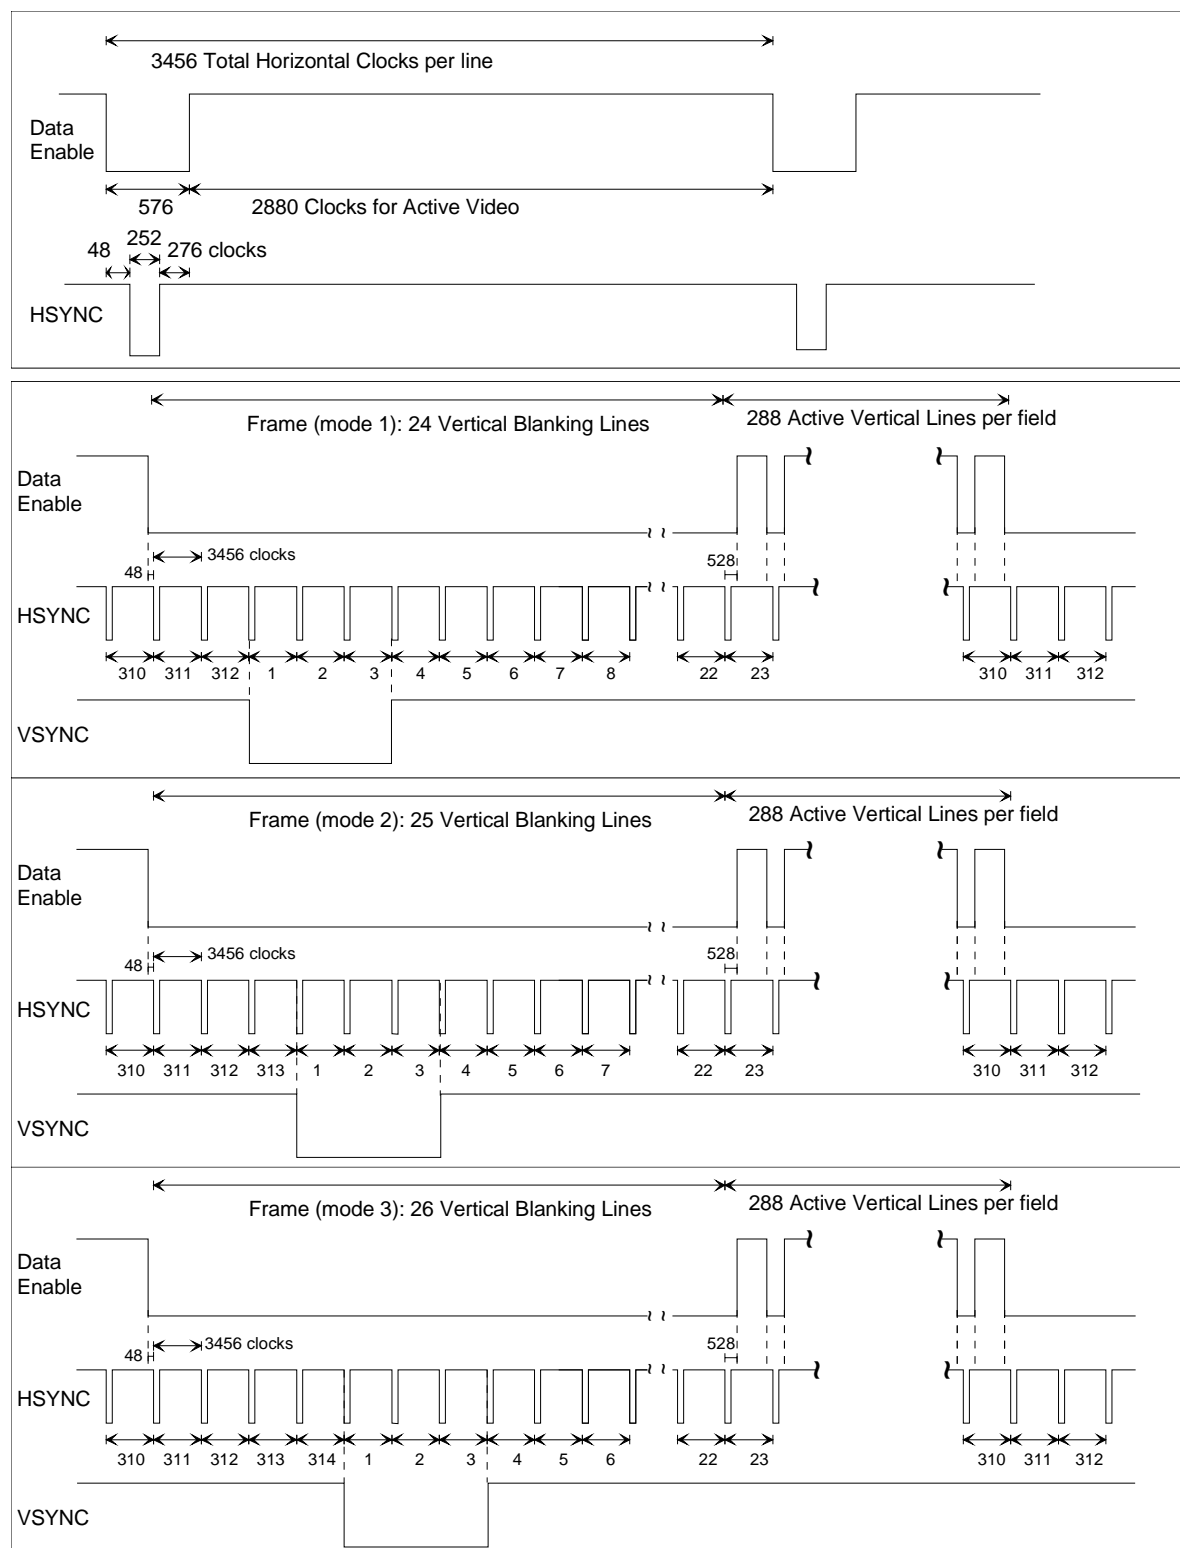 3456 Total Horizontal Clocks per line
Data
Enable
576
2880 Clocks for Active Video
48
252
276 clocks
HSYNC
Frame (mode 1): 24 Vertical Blanking Lines
288 Active Vertical Lines per field
Data
Enable
3456 clocks
48
528
HSYNC
310 311 312 1 2 3 4 5 6 7 8 22 23 310 311 312
VSYNC
Frame (mode 2): 25 Vertical Blanking Lines
288 Active Vertical Lines per field
Data
Enable
3456 clocks
48
528
HSYNC
310 311 312 313 1 2 3 4 5 6 7 22 23 310 311 312
VSYNC
Frame (mode 3): 26 Vertical Blanking Lines
288 Active Vertical Lines per field
Data
Enable
3456 clocks
48
528
HSYNC
310 311 312 313 314 1 2 3 4 5 6 22 23 310 311 312
VSYNC